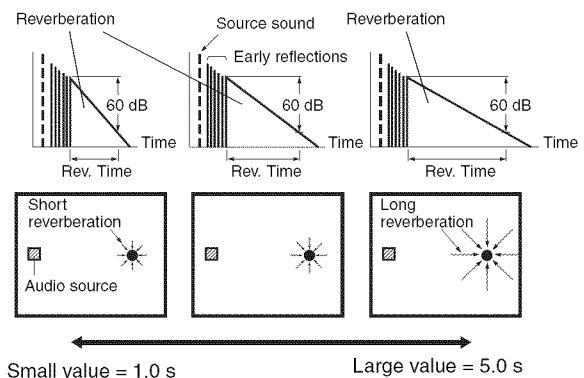 Reverberation
Source sound
Reverberation
Early reflections
60 dB
60 dB
60 dB
Time
Time
Time
Rev. Time
Rev. Time
Rev. Time
Short
reverberation
Audio source
Long
reverberation
Small value = 1.0 s
Large value = 5.0 s